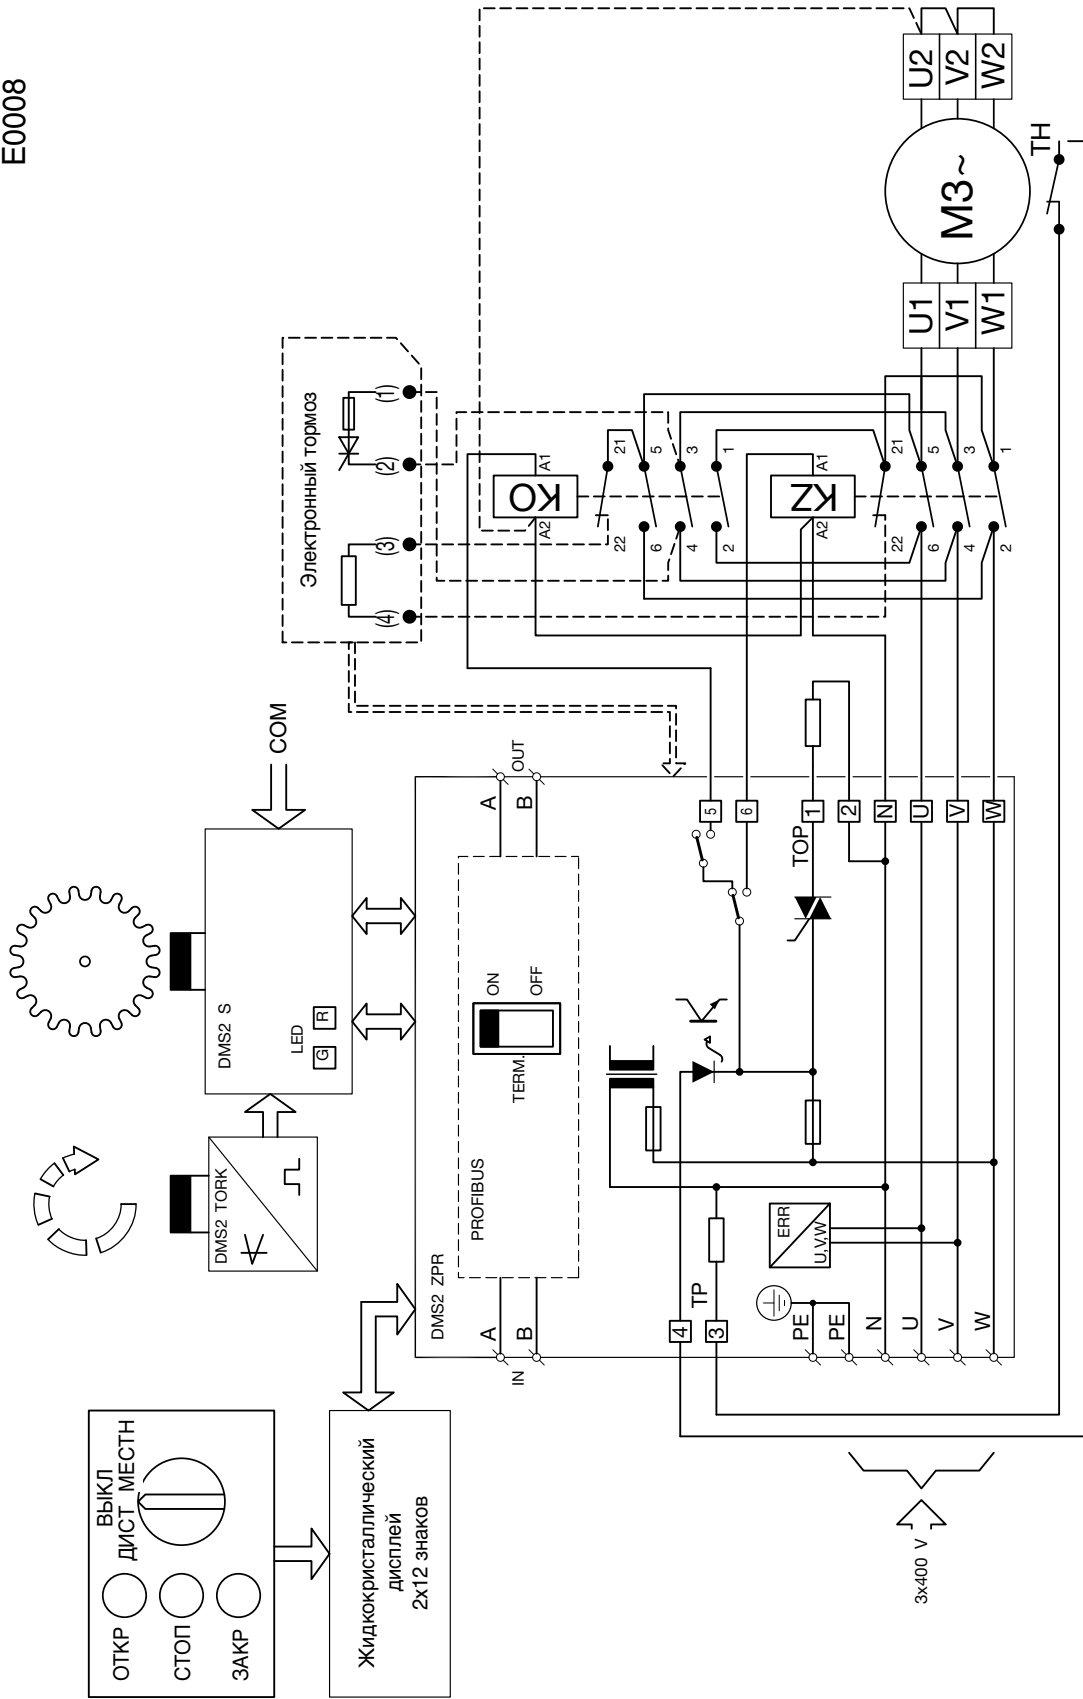 E0008
ВЫКЛ
ДИСТ МЕСТН
ОТКР
СТОП
ЗАКР
Жидкокристаллический
дисплей
2x12 знаков
DMS2 TORK
DMS2 S
LED
G
R
COM
DMS2 ZPR
PROFIBUS
TERM.
ON
OFF
A
B
IN
A
B
OUT
Электронный тормоз
(4)
(3)
(2)
(1)
KO
A2
A1
22
21
6
5
4
3
2
1
KZ
A2
A1
22
21
6
5
4
3
2
1
5
6
1
TOP
2
N
U
V
W
4
3
TP
ERR
U,V,W
PE
PE
N
U
V
W
3x400 V
U1
V1
W1
M3~
U2
V2
W2
TH